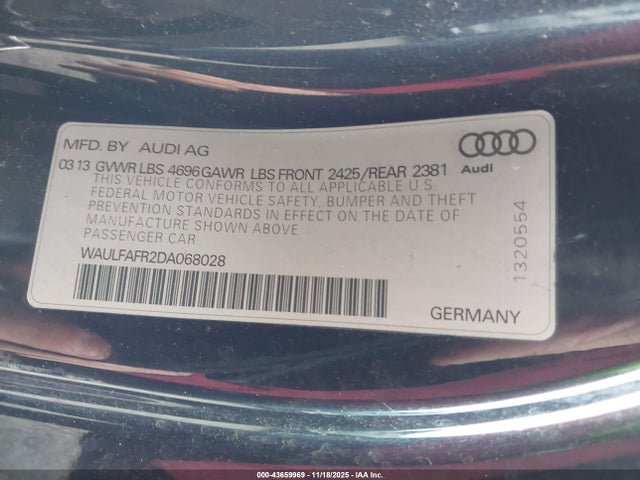 MFD. BY AUDI AG
Audi
03 13 GVWR LBS 4696 GAWR LBS FRONT 2425/REAR 2381
THIS VEHICLE CONFORMS TO ALL APPLICABLE U.S.
FEDERAL MOTOR VEHICLE SAFETY, BUMPER AND THEFT
PREVENTION STANDARDS IN EFFECT ON THE DATE OF
MANUFACTURE SHOWN ABOVE
PASSENGER CAR
WAULFAFR2DA068028
1320554
GERMANY
000-43659969 - 11/18/2025 - IAA Inc.